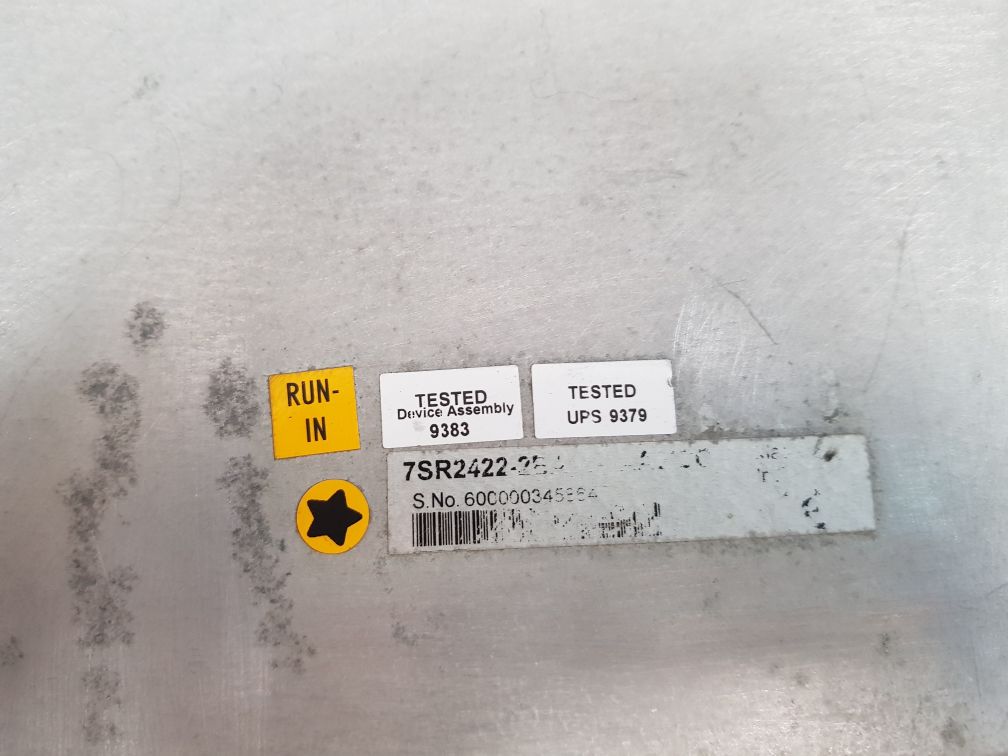 RUN-
IN
TESTED
Device Assembly
9383
TESTED
UPS 9379
7SR2422-
S.No.